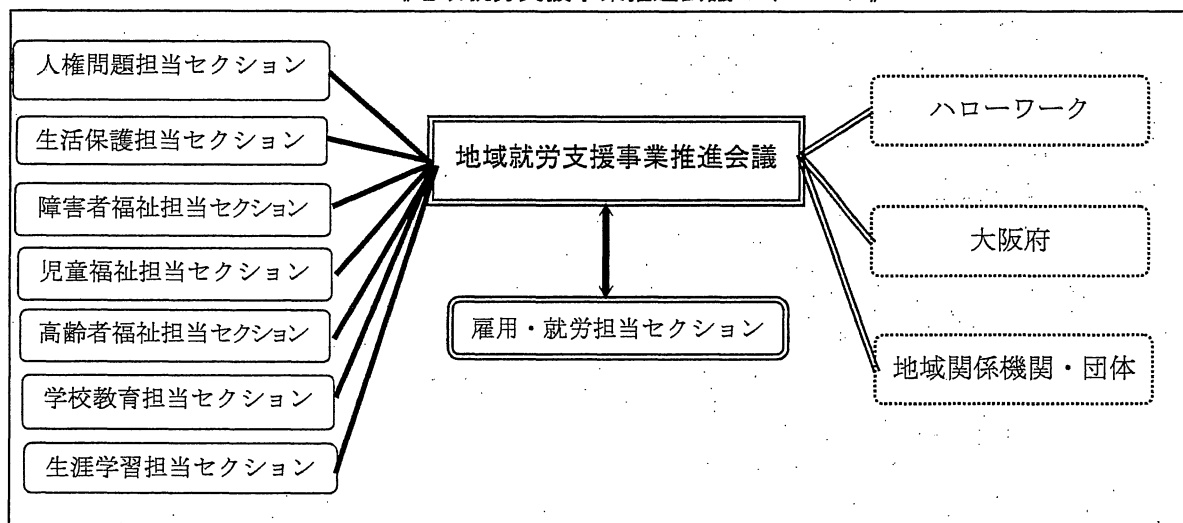 人権問題担当セクション
生活保護担当セクション
障害者福祉担当セクション
児童福祉担当セクション
高齢者福祉担当セクション
学校教育担当セクション
生涯学習担当セクション
地域就労支援事業推進会議
雇用・就労担当セクション
ハローワーク
大阪府
地域関係機関・団体